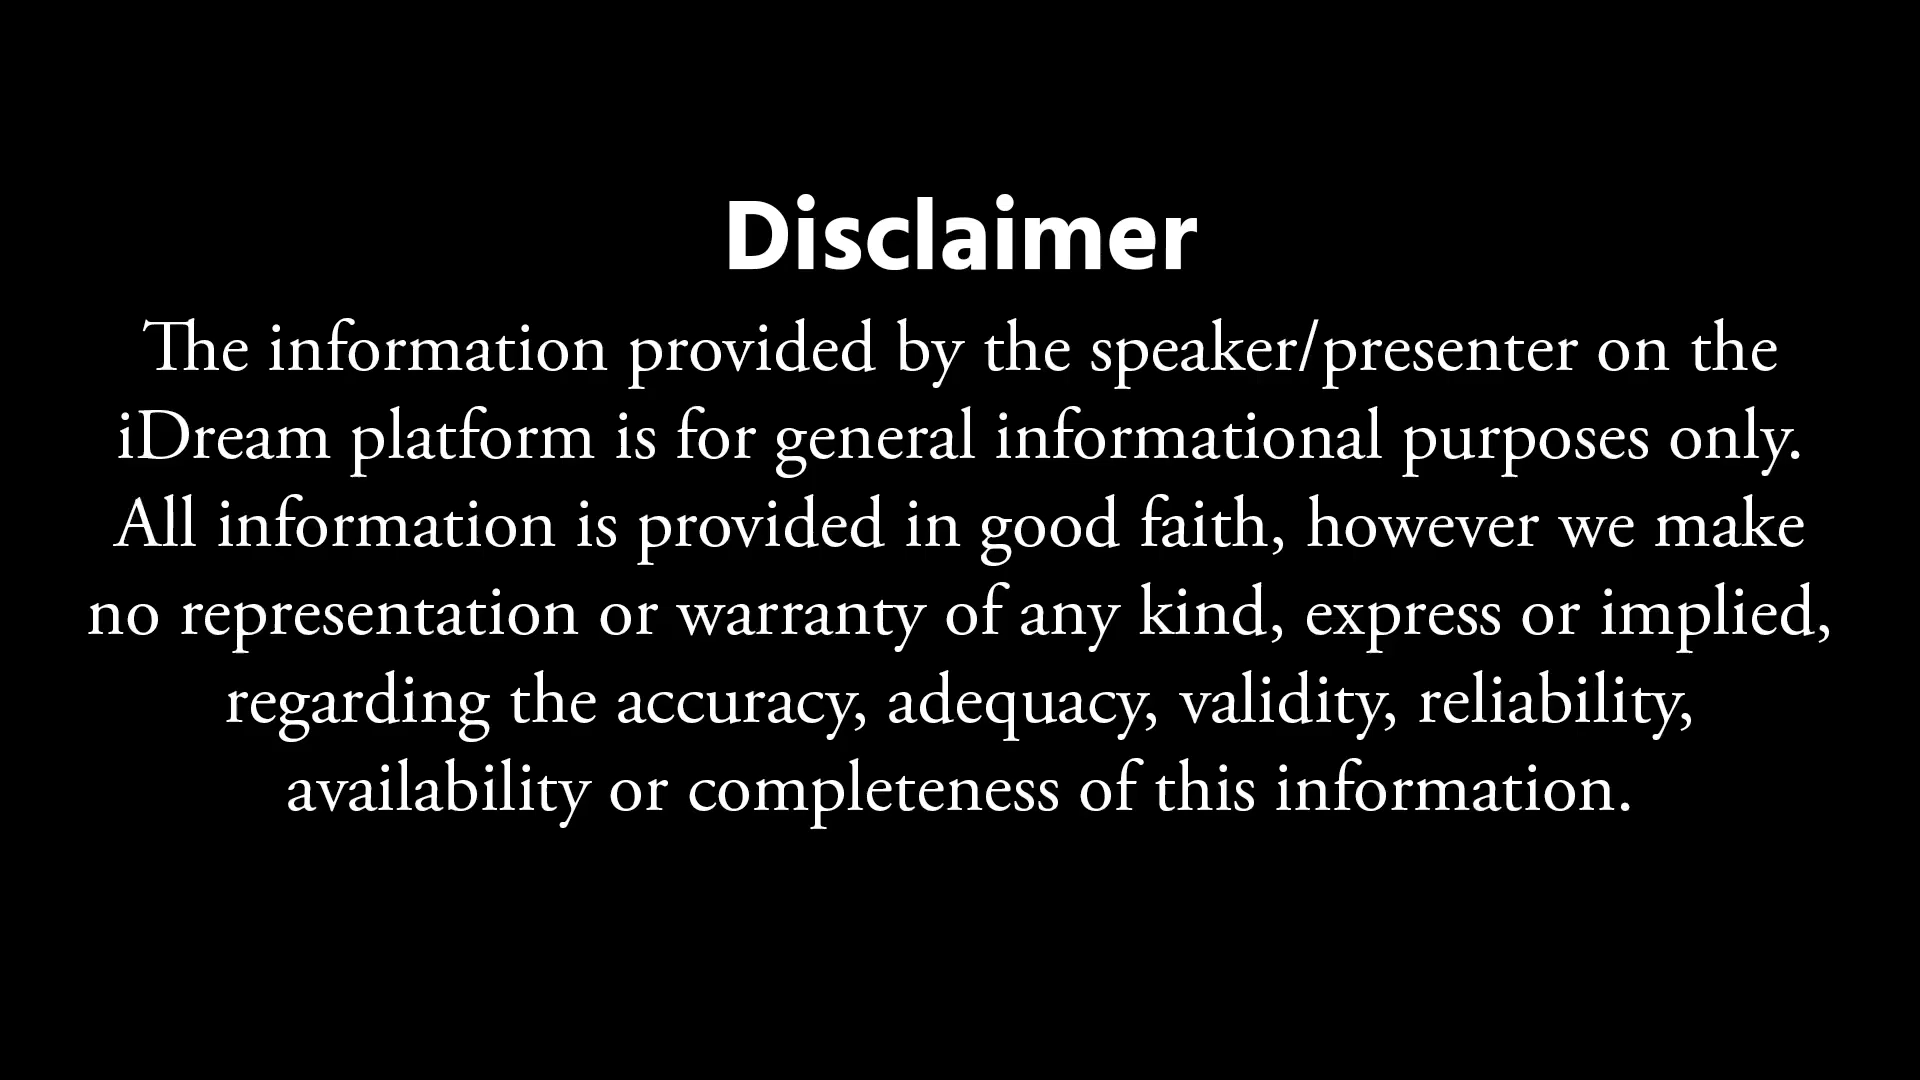 Disclaimer
The information provided by the speaker/presenter on the
iDream platform is for general informational purposes only.
All information is provided in good faith, however we make
no representation or warranty of any kind, express or implied,
regarding the accuracy, adequacy, validity, reliability,
availability or completeness of this information.